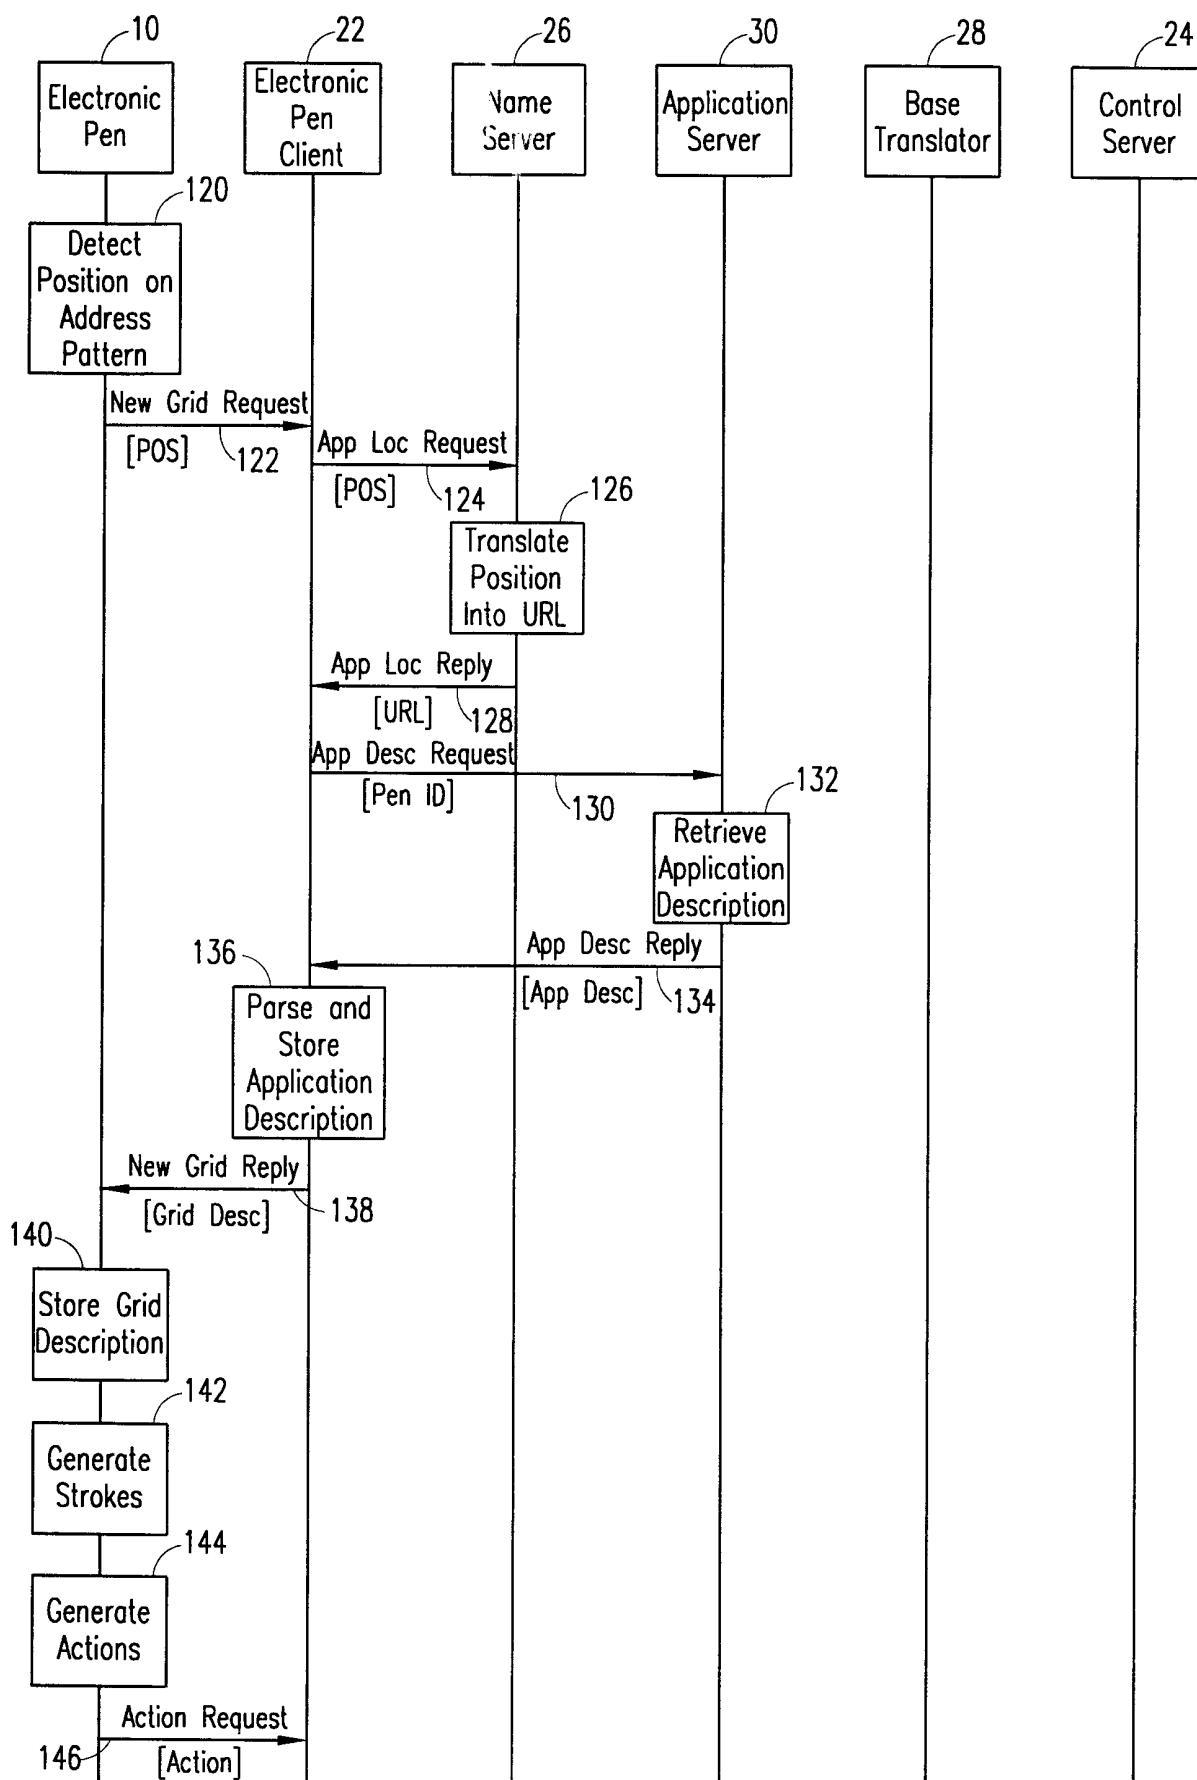 10
22
26
30
28
24
Electronic
Pen
Electronic
Pen
Client
Name
Server
Application
Server
Base
Translator
Control
Server
120
Detect
Position on
Address
Pattern
New Grid Request
[POS]
122
App Loc Request
[POS]
124
126
Translate
Position
Into URL
App Loc Reply
[URL]
128
App Desc Request
[Pen ID]
130
132
Retrieve
Application
Description
App Desc Reply
[App Desc]
134
136
Parse and
Store
Application
Description
New Grid Reply
[Grid Desc]
138
140
Store Grid
Description
142
Generate
Strokes
144
Generate
Actions
Action Request
146
[Action]